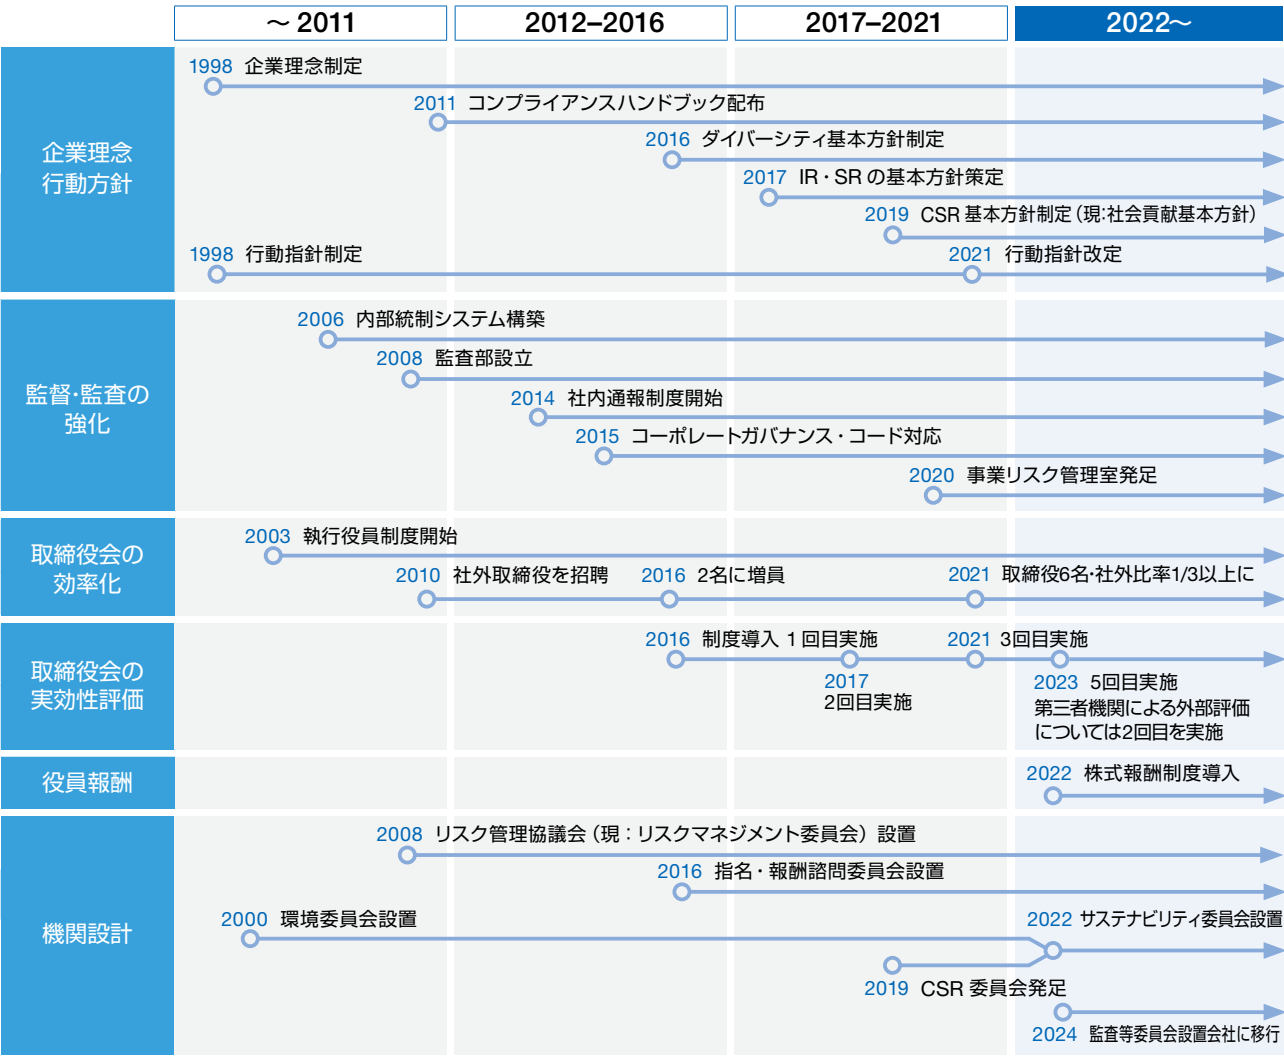 ～ 2011
2012–2016
2017–2021
2022～
企業理念
行動方針
1998 企業理念制定
2011 コンプライアンスハンドブック配布
2016 ダイバーシティ基本方針制定
2017 IR・SR の基本方針策定
2019 CSR 基本方針制定（現：社会貢献基本方針）
1998 行動指針制定
2021 行動指針改定
監督・監査の
強化
2006 内部統制システム構築
2008 監査部設立
2014 社内通報制度開始
2015 コーポレートガバナンス・コード対応
2020 事業リスク管理室発足
取締役会の
効率化
2003 執行役員制度開始
2010 社外取締役を招聘
2016 2名に増員
2021 取締役6名・社外比率1/3以上に
取締役会の
実効性評価
2016 制度導入 1 回目実施
2017
2回目実施
2021 3回目実施
2023 5回目実施
第三者機関による外部評価
については2回目を実施
役員報酬
2022 株式報酬制度導入
機関設計
2008 リスク管理協議会（現：リスクマネジメント委員会）設置
2016 指名・報酬諮問委員会設置
2000 環境委員会設置
2022 サステナビリティ委員会設置
2019 CSR 委員会発足
2024 監査等委員会設置会社に移行